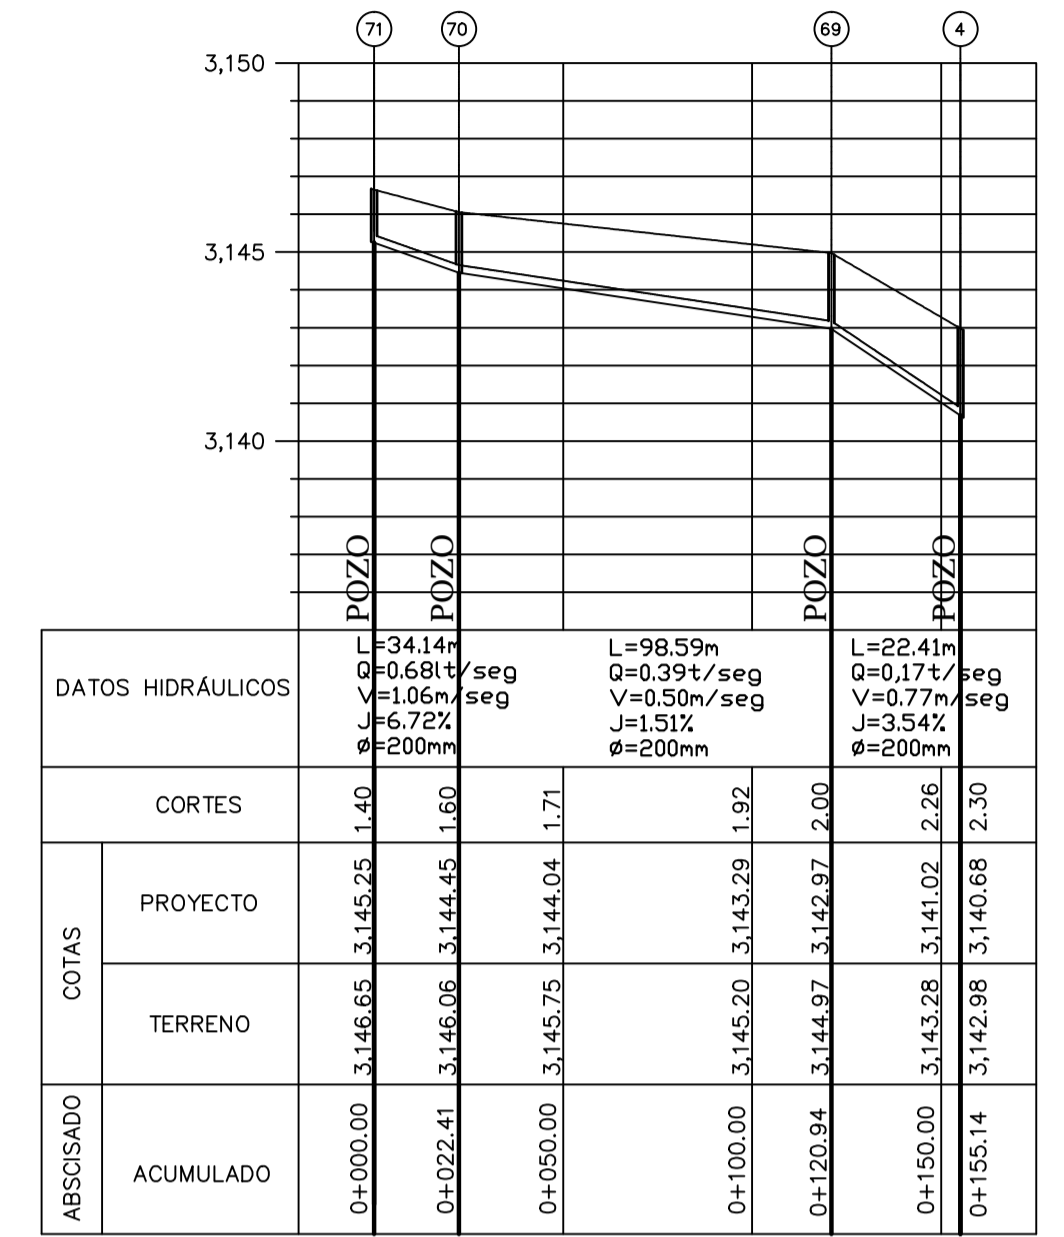 71 70 69 4
3,150
3,145
3,140
POZO POZO POZO POZO
DATOS HIDRÁULICOS
L=34.14m
Q=0.68lt/seg
V=1.06m/seg
J=6.72%
Ø=200mm
L=98.59m
Q=0.39t/seg
V=0.50m/seg
J=1.51%
Ø=200mm
L=22.41m
Q=0,17t/seg
V=0.77m/seg
J=3.54%
Ø=200mm
CORTES 1.40 1.60 1.71 1.92 2.00 2.26 2.30
COTAS
PROYECTO 3,145.25 3,144.45 3,144.04 3,143.29 3,142.97 3,141.02 3,140.68
TERRENO 3,146.65 3,146.06 3,145.75 3,145.20 3,144.97 3,143.28 3,142.98
ABSCISADO
ACUMULADO 0+000.00 0+022.41 0+050.00 0+100.00 0+120.94 0+150.00 0+155.14